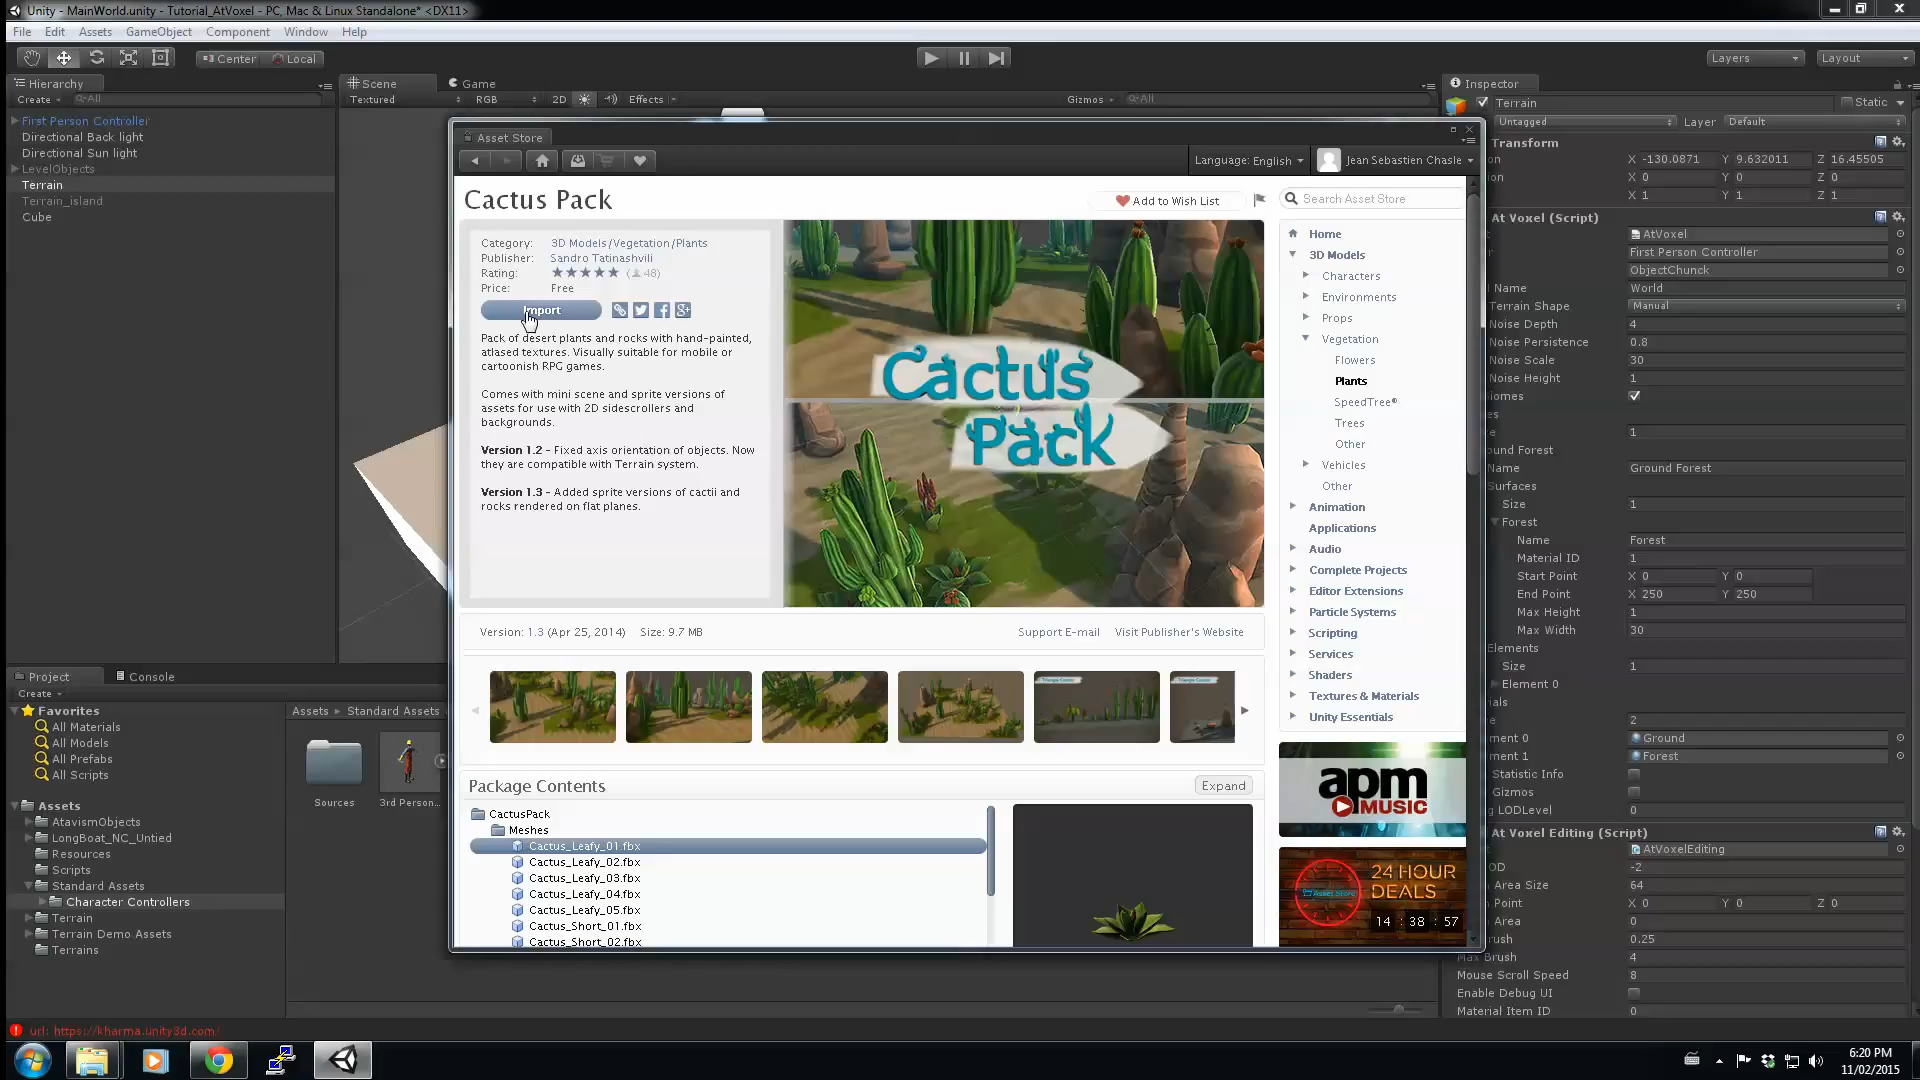 Unity - MainWorld.unity - Tutorial_AtVoxel - PC, Mac & Linux Standalone* <DX11>
File Edit Assets GameObject Component Window Help
Center Local
Layers Layout
Hierarchy
Create All
First Person Controller
Directional Back light
Directional Sun light
LevelObjects
Terrain
Terrain_island
Cube
Scene Game
Textured RGB 2D Effects Gizmos All
Asset Store
Language: English Jean Sebastien Chasle
Cactus Pack
Add to Wish List
Search Asset Store
Category: 3D Models/Vegetation/Plants
Publisher: Sandro Tatinashvili
Rating: (48)
Price: Free
Import
Pack of desert plants and rocks with hand-painted,
atlased textures. Visually suitable for mobile or
cartoonish RPG games.
Comes with mini scene and sprite versions of
assets for use with 2D sidescrollers and
backgrounds.
Version 1.2 - Fixed axis orientation of objects. Now
they are compatible with Terrain system.
Version 1.3 - Added sprite versions of cactii and
rocks rendered on flat planes.
Cactus
Pack
Version: 1.3 (Apr 25, 2014) Size: 9.7 MB Support E-mail Visit Publisher's Website
Package Contents Expand
CactusPack
Meshes
Cactus_Leafy_01.fbx
Cactus_Leafy_02.fbx
Cactus_Leafy_03.fbx
Cactus_Leafy_04.fbx
Cactus_Leafy_05.fbx
Cactus_Short_01.fbx
Cactus_Short_02.fbx
Home
3D Models
Characters
Environments
Props
Vegetation
Flowers
Plants
SpeedTree®
Trees
Other
Vehicles
Other
Animation
Applications
Audio
Complete Projects
Editor Extensions
Particle Systems
Scripting
Services
Shaders
Textures & Materials
Unity Essentials
apm
MUSIC
24 HOUR
DEALS
Asset Store
14 : 38 : 57
Inspector
Terrain Static
Untagged Layer Default
Transform
on X -130.0871 Y 9.632011 Z 16.45505
on X 0 Y 0 Z 0
X 1 Y 1 Z 1
At Voxel (Script)
t AtVoxel
r First Person Controller
ObjectChunck
d Name World
Terrain Shape Manual
Noise Depth 4
Noise Persistence 0.8
Noise Scale 30
Noise Height 1
iomes
es
e 1
ound Forest
Name Ground Forest
Surfaces
Size 1
Forest
Name Forest
Material ID 1
Start Point X 0 Y 0
End Point X 250 Y 250
Max Height 1
Max Width 30
Elements
Size 1
Element 0
ials
e 2
ment 0 Ground
ment 1 Forest
Statistic Info
Gizmos
g LODLevel 0
At Voxel Editing (Script)
t AtVoxelEditing
OD -2
n Area Size 64
n Point X 0 Y 0 Z 0
n Area 0
rush 0.25
Max Brush 4
Mouse Scroll Speed 8
Enable Debug UI
Material Item ID 0
Project Console
Create
Favorites
All Materials
All Models
All Prefabs
All Scripts
Assets
AtavismObjects
LongBoat_NC_Untied
Resources
Scripts
Standard Assets
Character Controllers
Terrain
Terrain Demo Assets
Terrains
Assets Standard Assets
Sources 3rd Person...
url: https://kharma.unity3d.com/
6:20 PM
11/02/2015